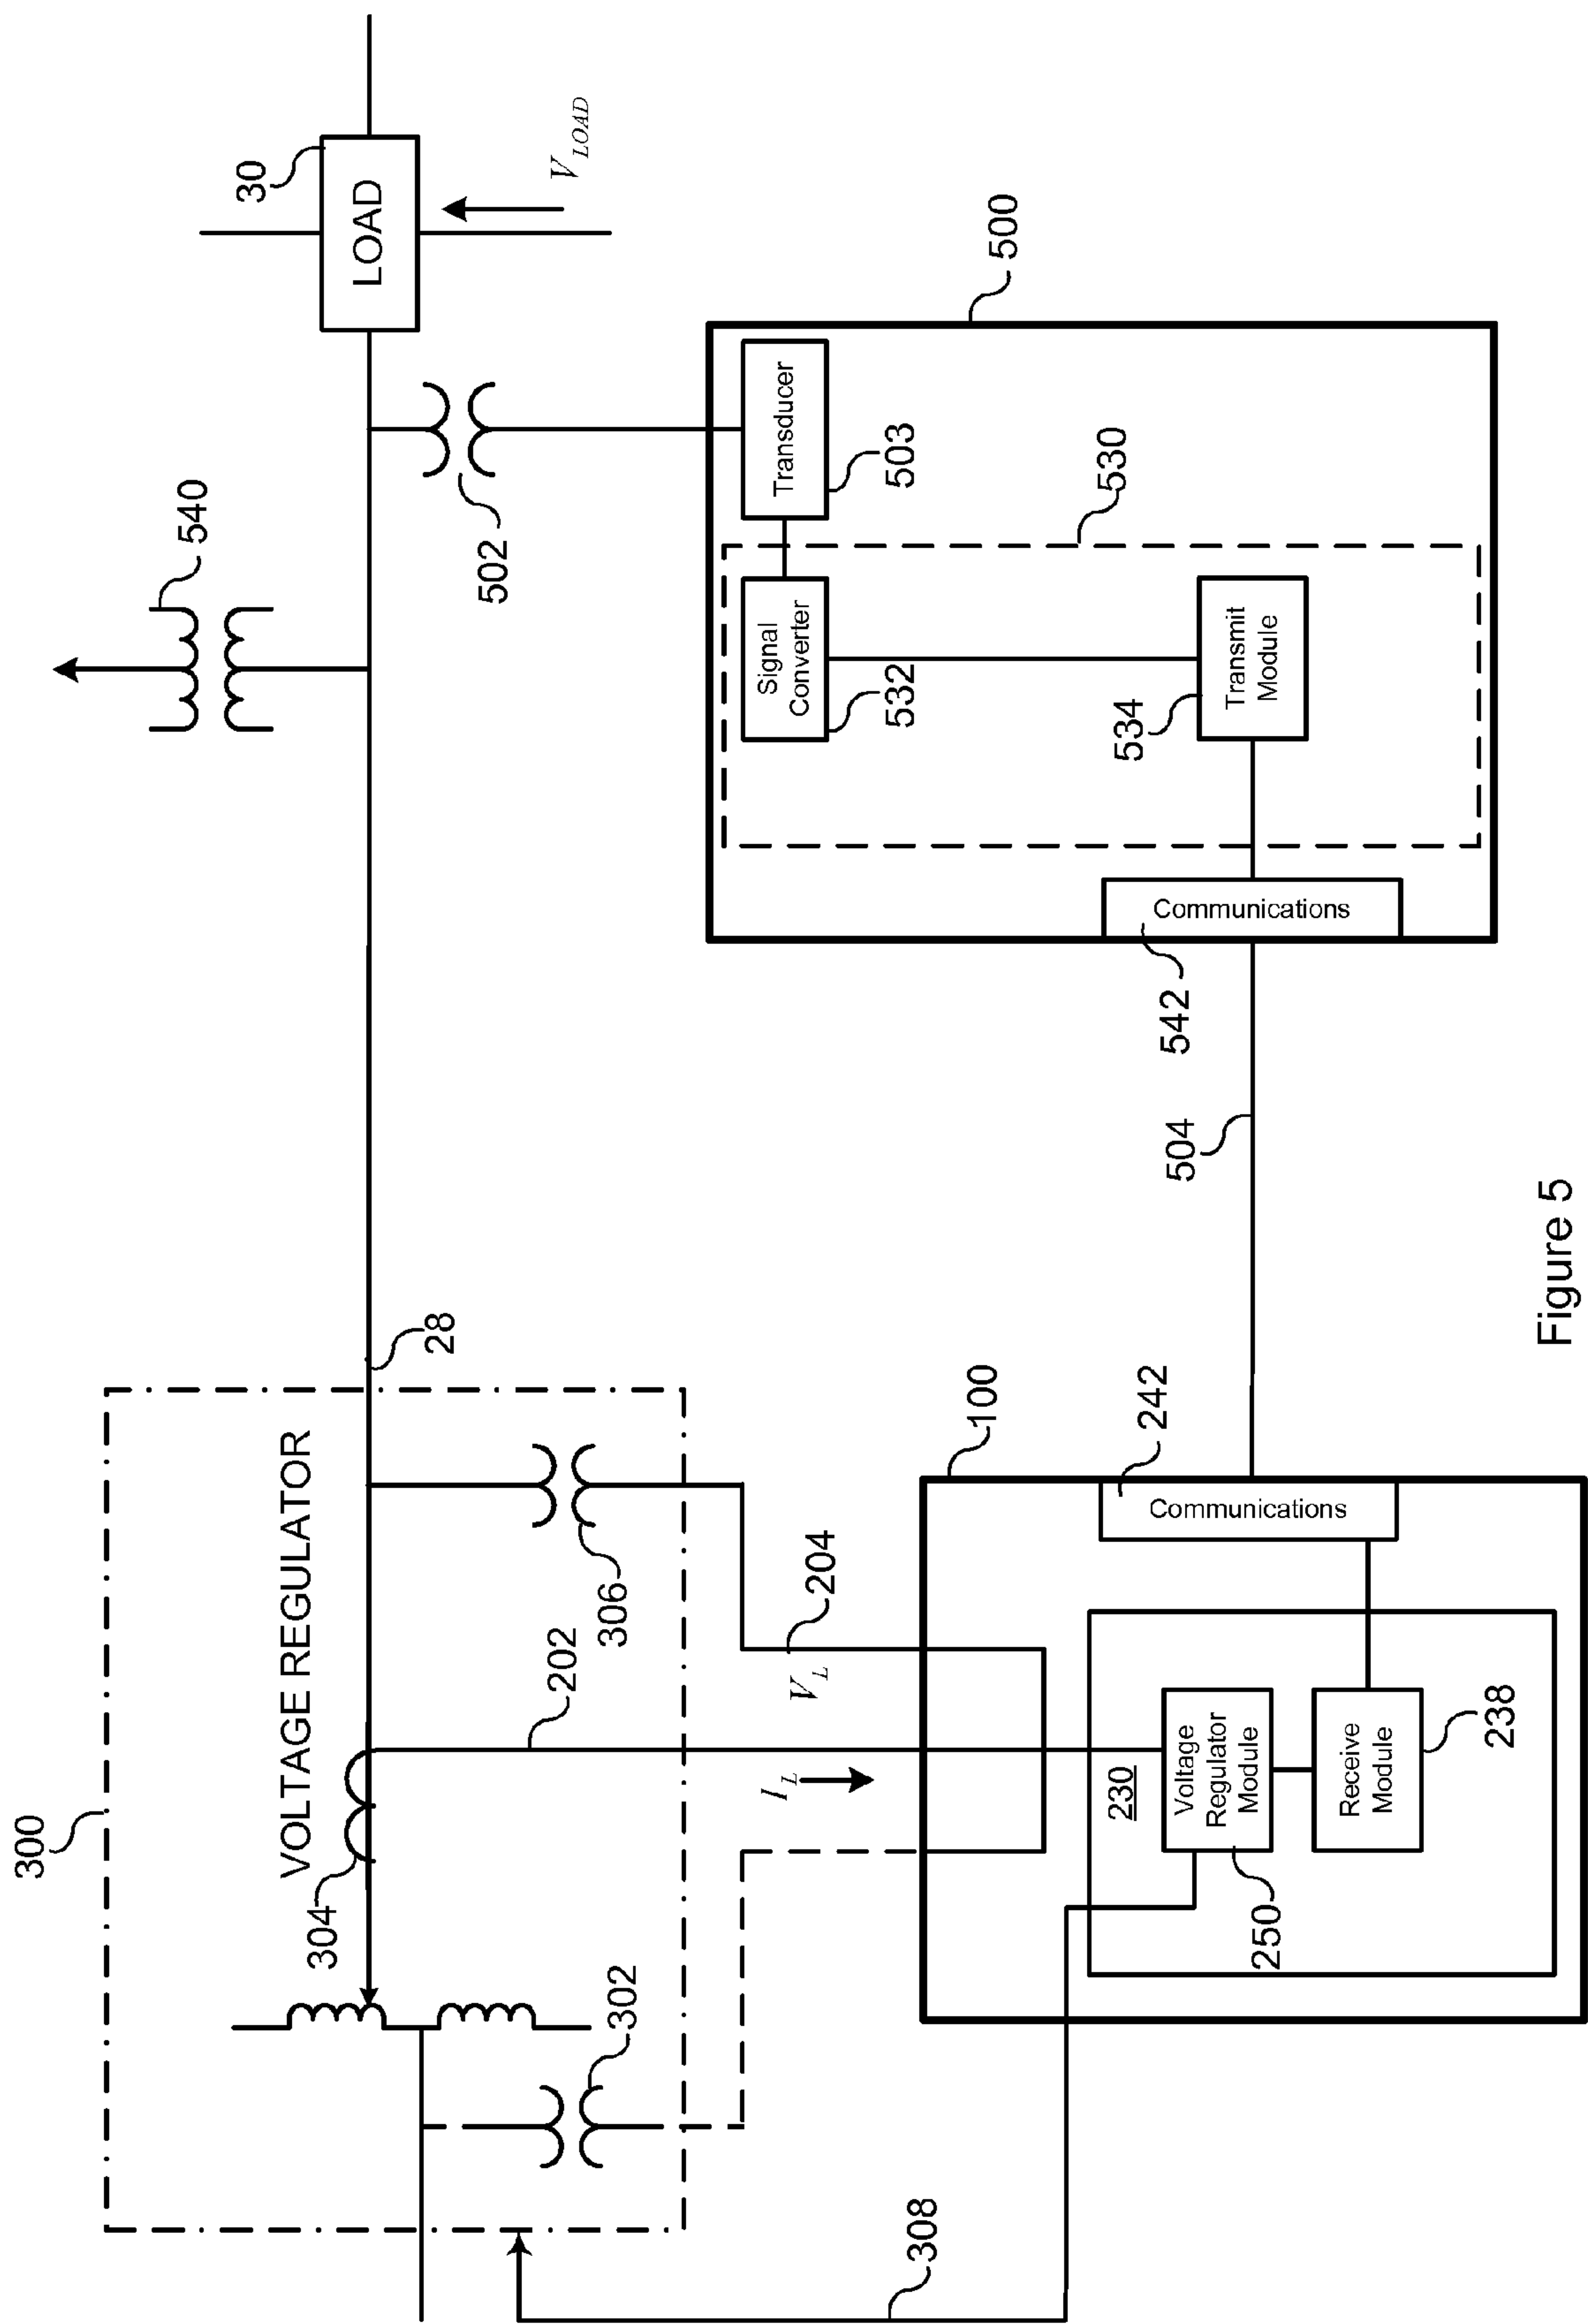 300
VOLTAGE REGULATOR
304
302
306
28
202
204
V_L
I_L
308
540
502
30
LOAD
V_LOAD
500
Transducer
503
530
Signal
Converter
532
Transmit
Module
534
Communications
542
504
100
242
Communications
230
Voltage
Regulator
Module
250
Receive
Module
238
Figure 5